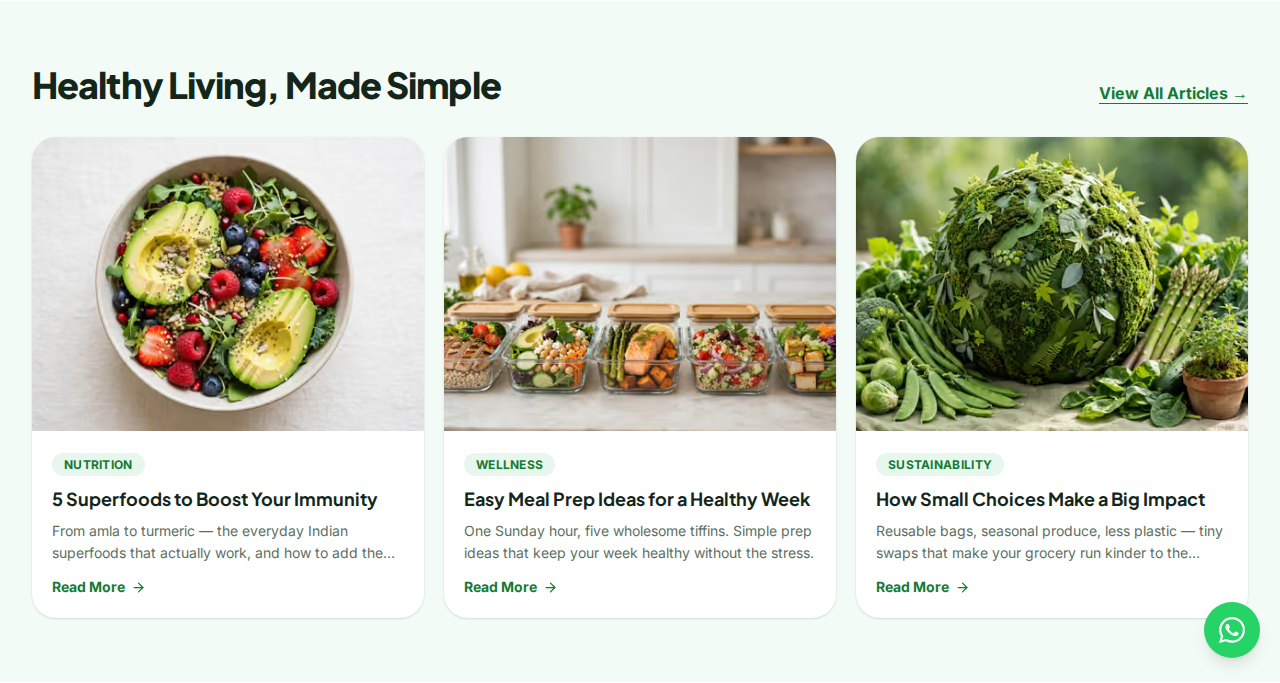 Healthy Living, Made Simple
View All Articles →
NUTRITION
5 Superfoods to Boost Your Immunity
From amla to turmeric — the everyday Indian
superfoods that actually work, and how to add the...
Read More →
WELLNESS
Easy Meal Prep Ideas for a Healthy Week
One Sunday hour, five wholesome tiffins. Simple prep
ideas that keep your week healthy without the stress.
Read More →
SUSTAINABILITY
How Small Choices Make a Big Impact
Reusable bags, seasonal produce, less plastic — tiny
swaps that make your grocery run kinder to the...
Read More →